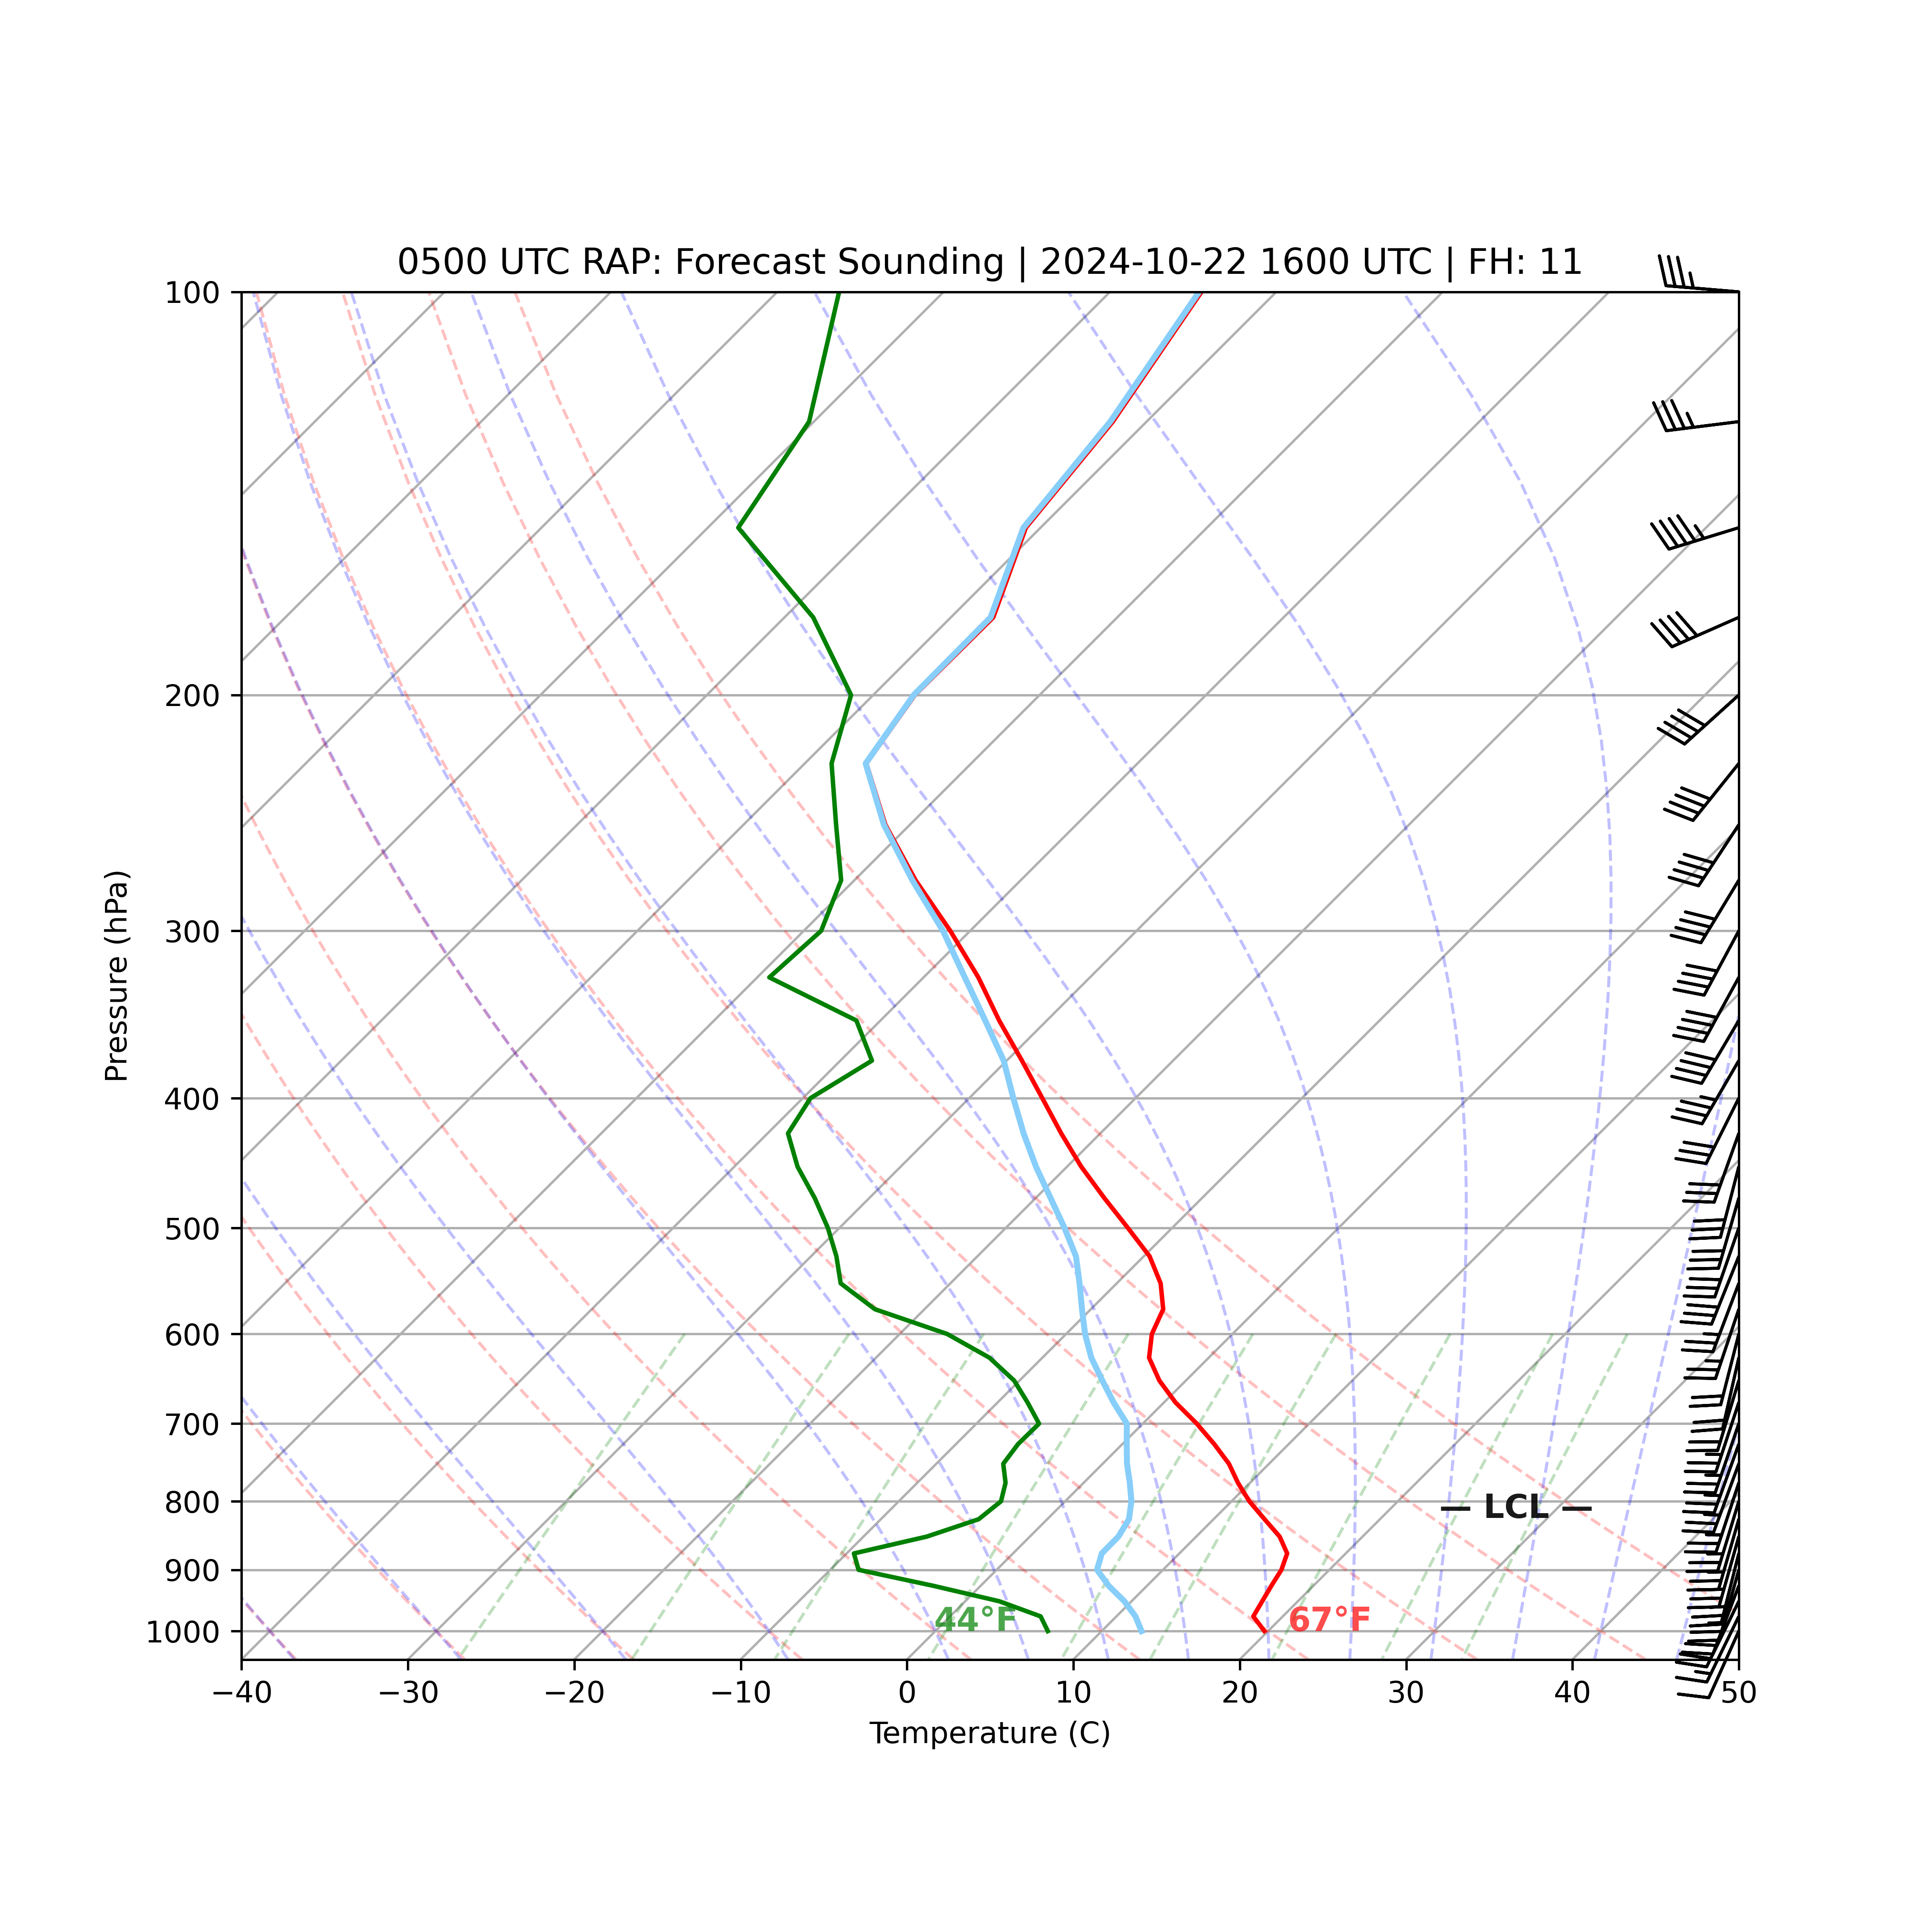 0500 UTC RAP: Forecast Sounding | 2024-10-22 1600 UTC | FH: 11
100
200
300
400
500
600
700
800
900
1000
Pressure (hPa)
— LCL —
44°F
67°F
−40 −30 −20 −10 0 10 20 30 40 50
Temperature (C)